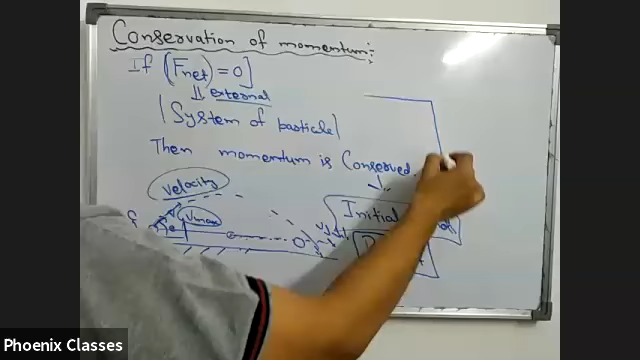 Conservation of momentum:
If (Fnet) = 0]
external
(System of particle)
Then momentum is Conserved.
velocity
Vmax
Initial
Phoenix Classes